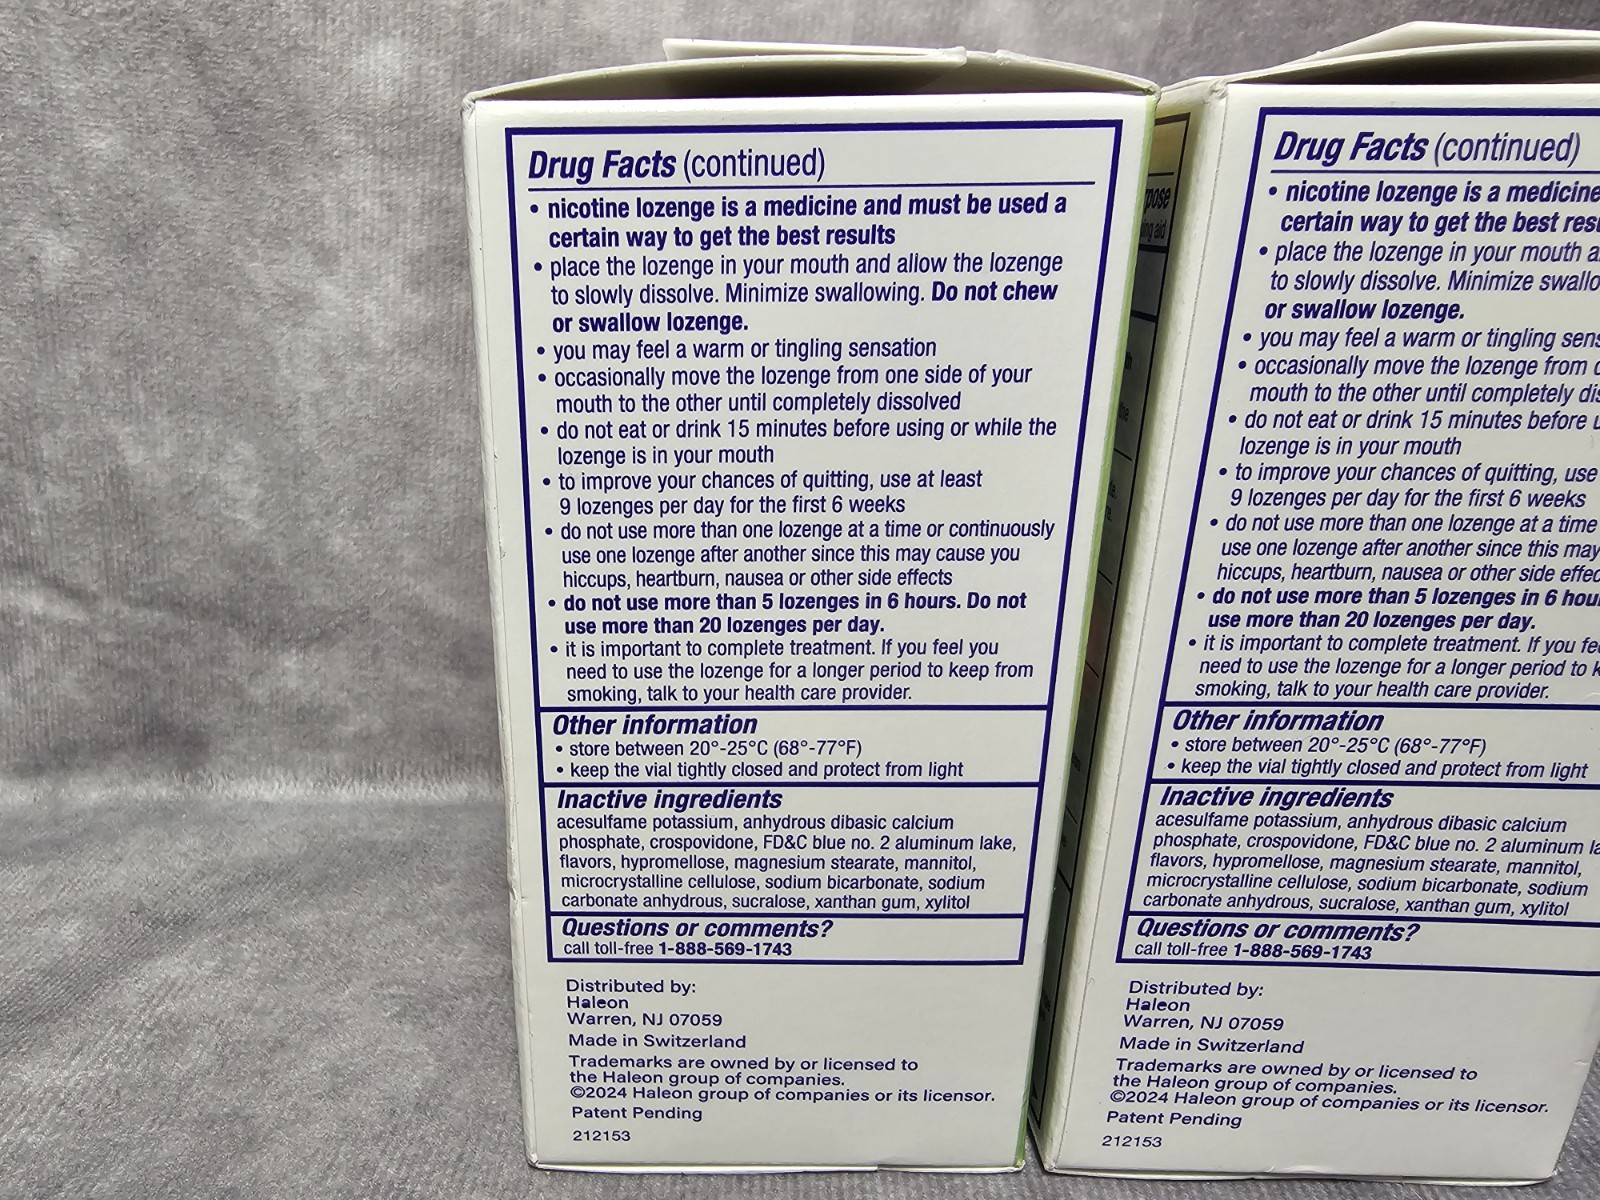 Drug Facts (continued)
• nicotine lozenge is a medicine and must be used a
certain way to get the best results
• place the lozenge in your mouth and allow the lozenge
to slowly dissolve. Minimize swallowing. Do not chew
or swallow lozenge.
• you may feel a warm or tingling sensation
• occasionally move the lozenge from one side of your
mouth to the other until completely dissolved
• do not eat or drink 15 minutes before using or while the
lozenge is in your mouth
• to improve your chances of quitting, use at least
9 lozenges per day for the first 6 weeks
• do not use more than one lozenge at a time or continuously
use one lozenge after another since this may cause you
hiccups, heartburn, nausea or other side effects
• do not use more than 5 lozenges in 6 hours. Do not
use more than 20 lozenges per day.
• it is important to complete treatment. If you feel you
need to use the lozenge for a longer period to keep from
smoking, talk to your health care provider.
Other information
• store between 20°-25°C (68°-77°F)
• keep the vial tightly closed and protect from light
Inactive ingredients
acesulfame potassium, anhydrous dibasic calcium
phosphate, crospovidone, FD&C blue no. 2 aluminum lake,
flavors, hypromellose, magnesium stearate, mannitol,
microcrystalline cellulose, sodium bicarbonate, sodium
carbonate anhydrous, sucralose, xanthan gum, xylitol
Questions or comments?
call toll-free 1-888-569-1743
Distributed by:
Haleon
Warren, NJ 07059
Made in Switzerland
Trademarks are owned by or licensed to
the Haleon group of companies.
©2024 Haleon group of companies or its licensor.
Patent Pending
212153
Drug Facts (continued)
• nicotine lozenge is a medicine
certain way to get the best
• place the lozenge in your mouth
to slowly dissolve. Minimize
or swallow lozenge.
• you may feel a warm or tingling
• occasionally move the lozenge from
mouth to the other until completely
• do not eat or drink 15 minutes before
lozenge is in your mouth
• to improve your chances of quitting, use
9 lozenges per day for the first 6 weeks
• do not use more than one lozenge at a time
use one lozenge after another since this may
hiccups, heartburn, nausea or other side
• do not use more than 5 lozenges in 6
use more than 20 lozenges per day.
• it is important to complete treatment. If you
need to use the lozenge for a longer period to
smoking, talk to your health care provider.
Other information
• store between 20°-25°C (68°-77°F)
• keep the vial tightly closed and protect from light
Inactive ingredients
acesulfame potassium, anhydrous dibasic calcium
phosphate, crospovidone, FD&C blue no. 2 aluminum
flavors, hypromellose, magnesium stearate, mannitol,
microcrystalline cellulose, sodium bicarbonate, sodium
carbonate anhydrous, sucralose, xanthan gum, xylitol
Questions or comments?
call toll-free 1-888-569-1743
Distributed by:
Haleon
Warren, NJ 07059
Made in Switzerland
Trademarks are owned by or licensed to
the Haleon group of companies.
©2024 Haleon group of companies or its licensor.
Patent Pending
212153